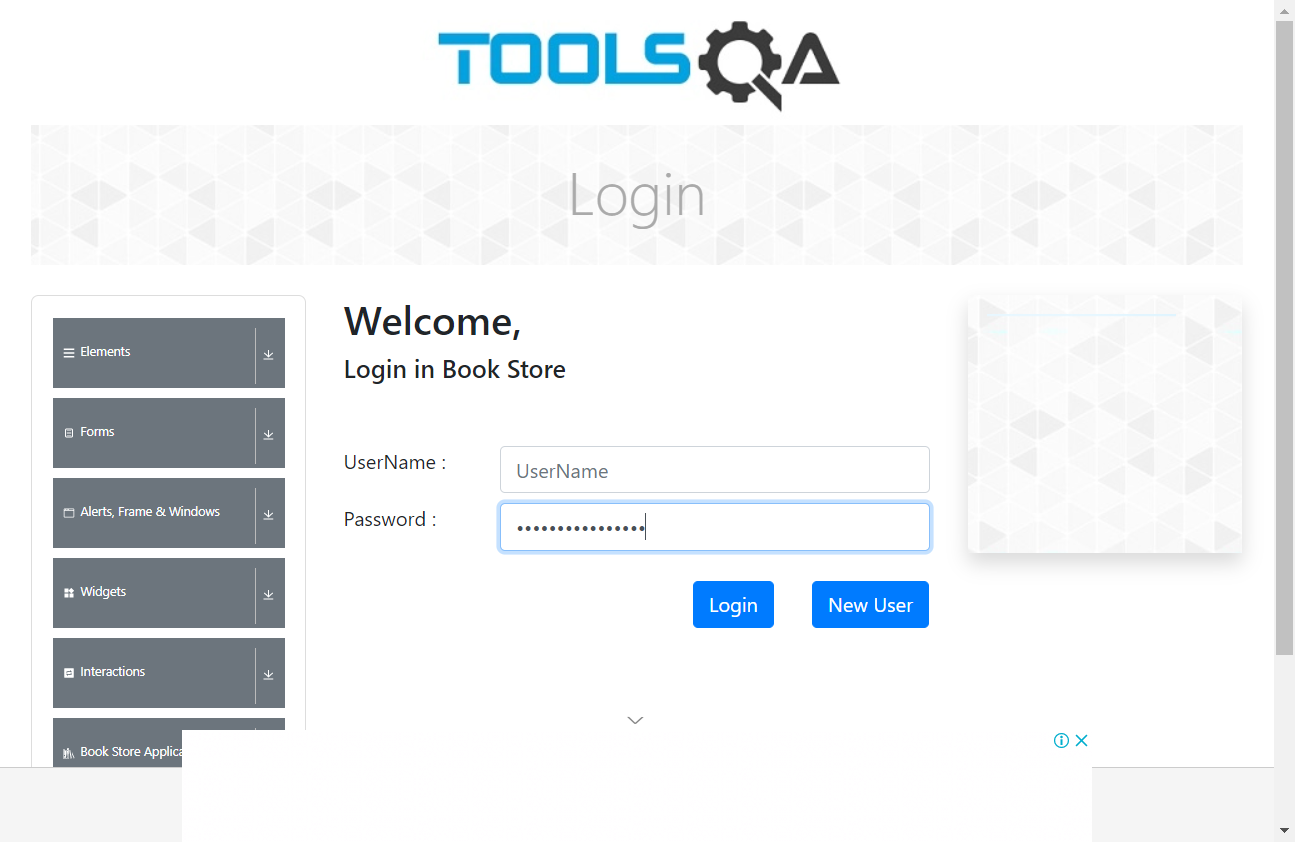 TOOLSQA
Login
Elements
Forms
Alerts, Frame & Windows
Widgets
Interactions
Book Store Applica
Welcome,
Login in Book Store
UserName :
UserName
Password :
••••••••••••••••
Login
New User